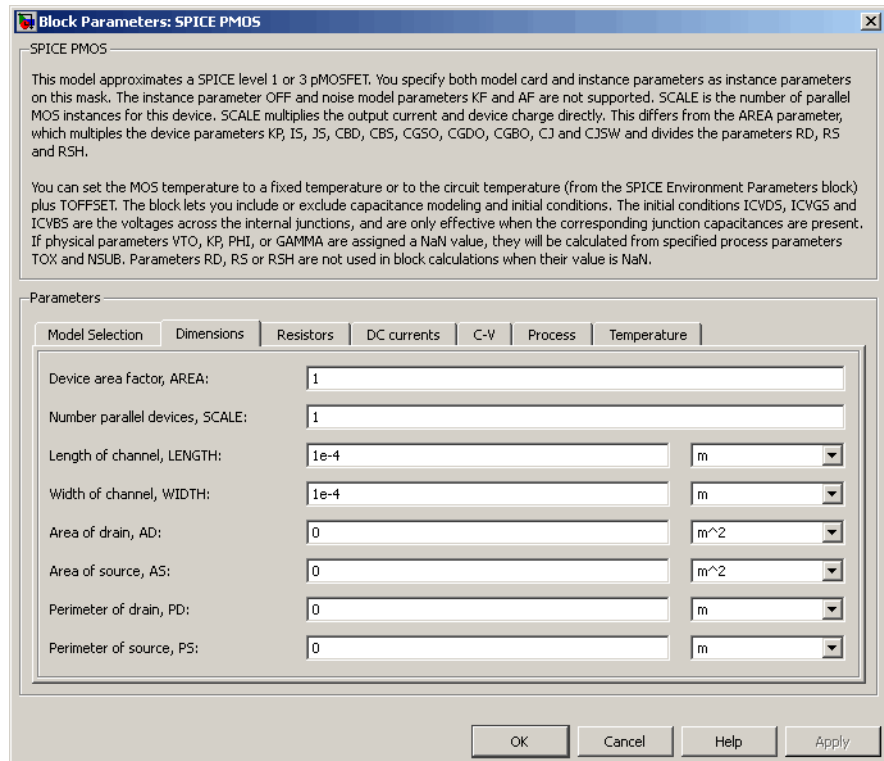 Block Parameters: SPICE PMOS
SPICE PMOS
This model approximates a SPICE level 1 or 3 pMOSFET. You specify both model card and instance parameters as instance parameters
on this mask. The instance parameter OFF and noise model parameters KF and AF are not supported. SCALE is the number of parallel
MOS instances for this device. SCALE multiplies the output current and device charge directly. This differs from the AREA parameter,
which multiples the device parameters KP, IS, JS, CBD, CBS, CGSO, CGDO, CGBO, CJ and CJSW and divides the parameters RD, RS
and RSH.
You can set the MOS temperature to a fixed temperature or to the circuit temperature (from the SPICE Environment Parameters block)
plus TOFFSET. The block lets you include or exclude capacitance modeling and initial conditions. The initial conditions ICVDS, ICVGS and
ICVBS are the voltages across the internal junctions, and are only effective when the corresponding junction capacitances are present.
If physical parameters VTO, KP, PHI, or GAMMA are assigned a NaN value, they will be calculated from specified process parameters
TOX and NSUB. Parameters RD, RS or RSH are not used in block calculations when their value is NaN.
Parameters
Model Selection Dimensions Resistors DC currents C-V Process Temperature
Device area factor, AREA: 1
Number parallel devices, SCALE: 1
Length of channel, LENGTH: 1e-4 m
Width of channel, WIDTH: 1e-4 m
Area of drain, AD: 0 m^2
Area of source, AS: 0 m^2
Perimeter of drain, PD: 0 m
Perimeter of source, PS: 0 m
OK Cancel Help Apply